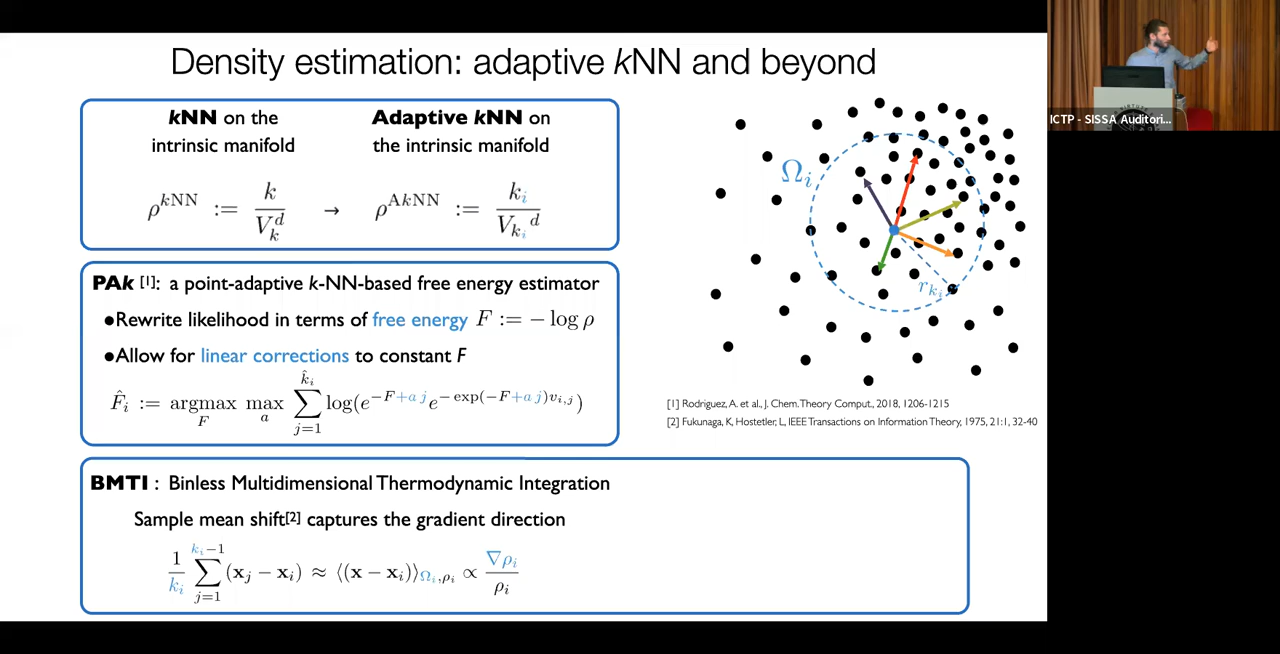 Density estimation: adaptive kNN and beyond
kNN on the
intrinsic manifold
Adaptive kNN on
the intrinsic manifold
ρ^{kNN} := k / V_k^d → ρ^{AkNN} := k_i / V_{k_i}^d
PAk [1]: a point-adaptive k-NN-based free energy estimator
●Rewrite likelihood in terms of free energy F := − log ρ
●Allow for linear corrections to constant F
F̂_i := argmax_F max_a ∑_{j=1}^{k̂_i} log(e^{−F+a j} e^{− exp(−F+a j)v_{i,j}})
BMTI : Binless Multidimensional Thermodynamic Integration
Sample mean shift[2] captures the gradient direction
1/k_i ∑_{j=1}^{k_i−1} (x_j − x_i) ≈ ⟨(x − x_i)⟩_{Ω_i,ρ_i} ∝ ∇ρ_i / ρ_i
Ω_i
r_{k_i}
[1] Rodriguez, A. et al., J. Chem. Theory Comput., 2018, 1206-1215
[2] Fukunaga, K, Hostetler, L, IEEE Transactions on Information Theory, 1975, 21:1, 32-40
ICTP - SISSA Auditori...